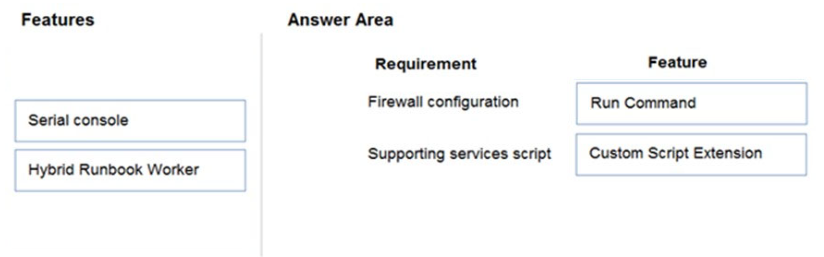 Features
Answer Area
Requirement
Feature
Firewall configuration
Run Command
Serial console
Supporting services script
Custom Script Extension
Hybrid Runbook Worker